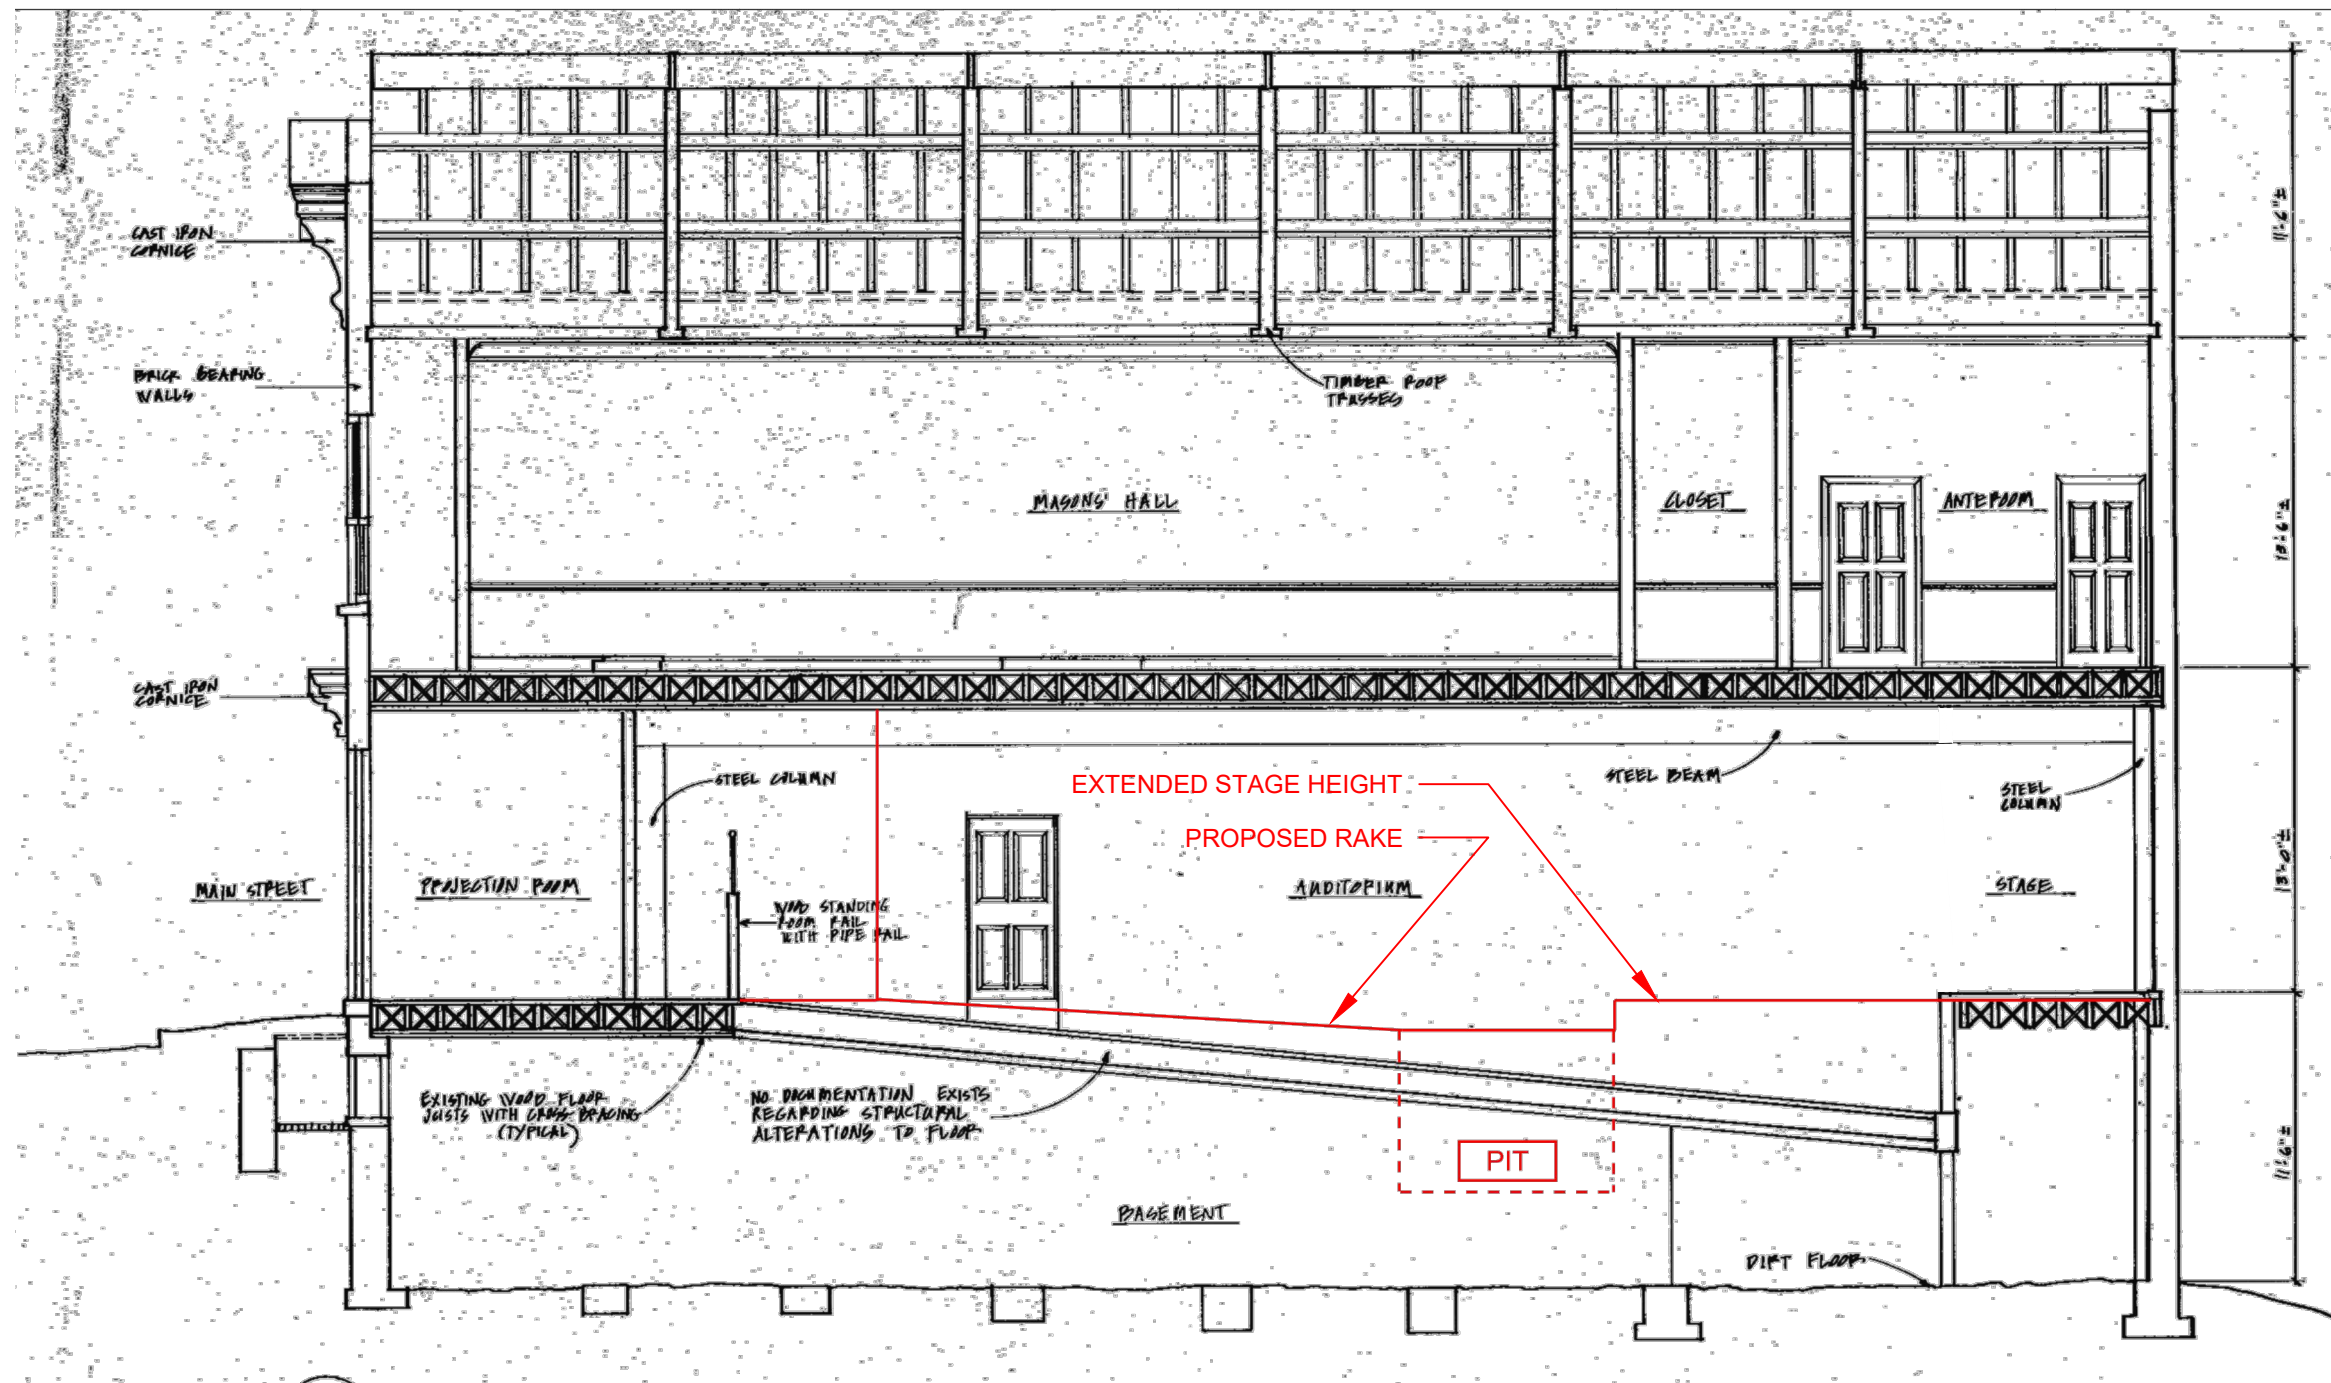 CAST IRON
CORNICE
BRICK BEARING
WALLS
TIMBER ROOF
TRUSSES
MASONS' HALL
CLOSET
ANTEROOM
CAST IRON
CORNICE
STEEL COLUMN
EXTENDED STAGE HEIGHT
STEEL BEAM
STEEL
COLUMN
PROPOSED RAKE
13'-0"±
MAIN STREET
PROJECTION ROOM
AUDITORIUM
STAGE
WOOD STANDING
ROOM RAIL
WITH PIPE RAIL
EXISTING WOOD FLOOR
JOISTS WITH CROSS-BRACING
(TYPICAL)
NO DOCUMENTATION EXISTS
REGARDING STRUCTURAL
ALTERATIONS TO FLOOR
PIT
BASEMENT
DIRT FLOOR